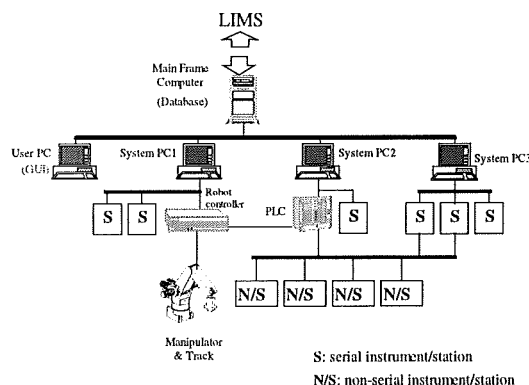 LIMS
Main Frame
Computer
(Database)
User PC
(GUI)
System PC1
System PC2
System PC3
Robot
controller
PLC
S
S
S
S
S
S
N/S
N/S
N/S
N/S
Manipulator
& Track
S: serial instrument/station
N/S: non-serial instrument/station